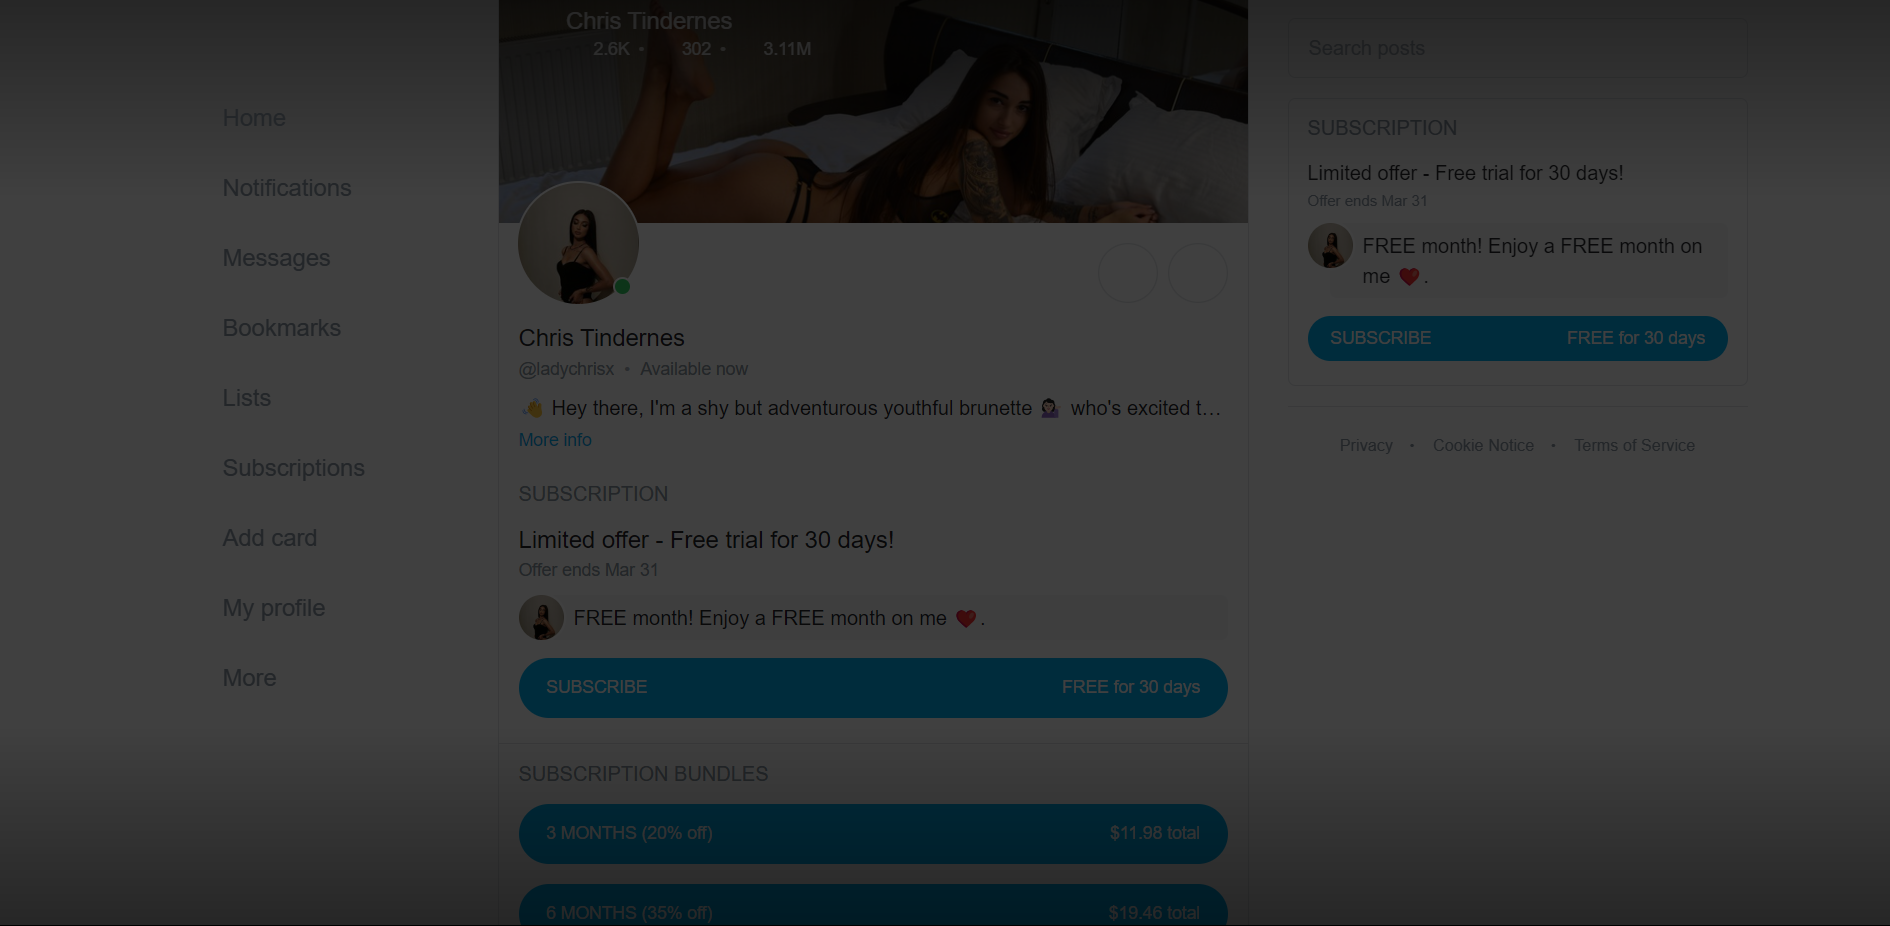 Chris Tindernes
2.6K • 302 • 3.11M
Home
Notifications
Messages
Bookmarks
Lists
Subscriptions
Add card
My profile
More
Chris Tindernes
@ladychrisx • Available now
👋 Hey there, I'm a shy but adventurous youthful brunette 💁🏻‍♀️ who's excited t…
More info
SUBSCRIPTION
Limited offer - Free trial for 30 days!
Offer ends Mar 31
FREE month! Enjoy a FREE month on me ❤️ .
SUBSCRIBE FREE for 30 days
SUBSCRIPTION BUNDLES
3 MONTHS (20% off) $11.98 total
6 MONTHS (35% off) $19.46 total
Search posts
SUBSCRIPTION
Limited offer - Free trial for 30 days!
Offer ends Mar 31
FREE month! Enjoy a FREE month on
me ❤️ .
SUBSCRIBE FREE for 30 days
Privacy • Cookie Notice • Terms of Service